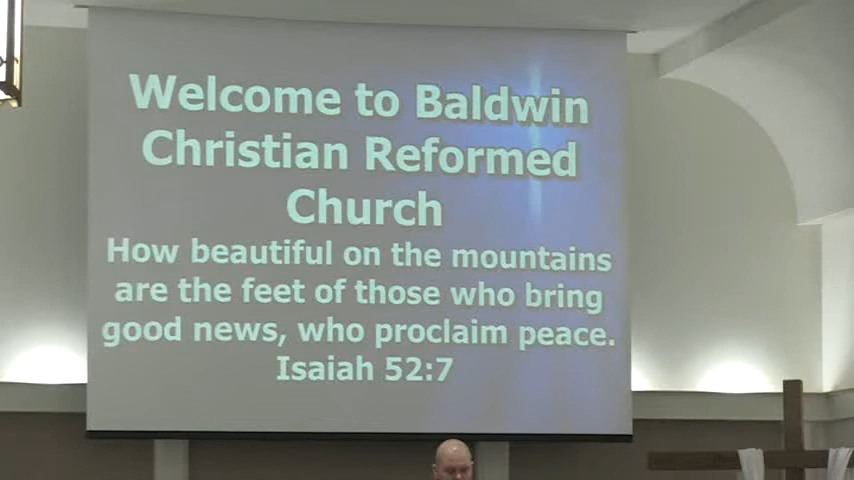 Welcome to Baldwin
Christian Reformed
Church
How beautiful on the mountains
are the feet of those who bring
good news, who proclaim peace.
Isaiah 52:7